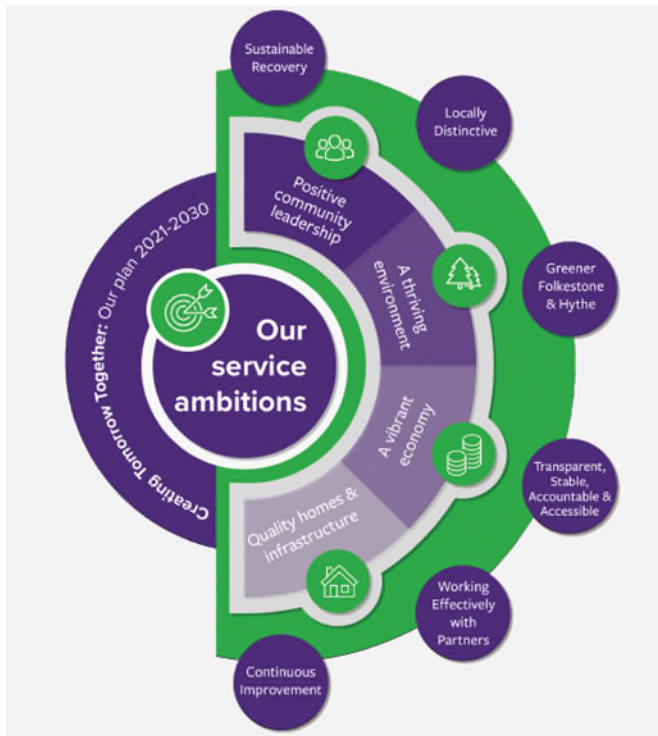 Sustainable
Recovery
Locally
Distinctive
Greener
Folkestone
& Hythe
Transparent,
Stable,
Accountable &
Accessible
Working
Effectively
with
Partners
Continuous
Improvement
Positive
community
leadership
A thriving
environment
A vibrant
economy
Quality homes &
infrastructure
Creating Tomorrow Together: Our plan 2021-2030
Our
service
ambitions